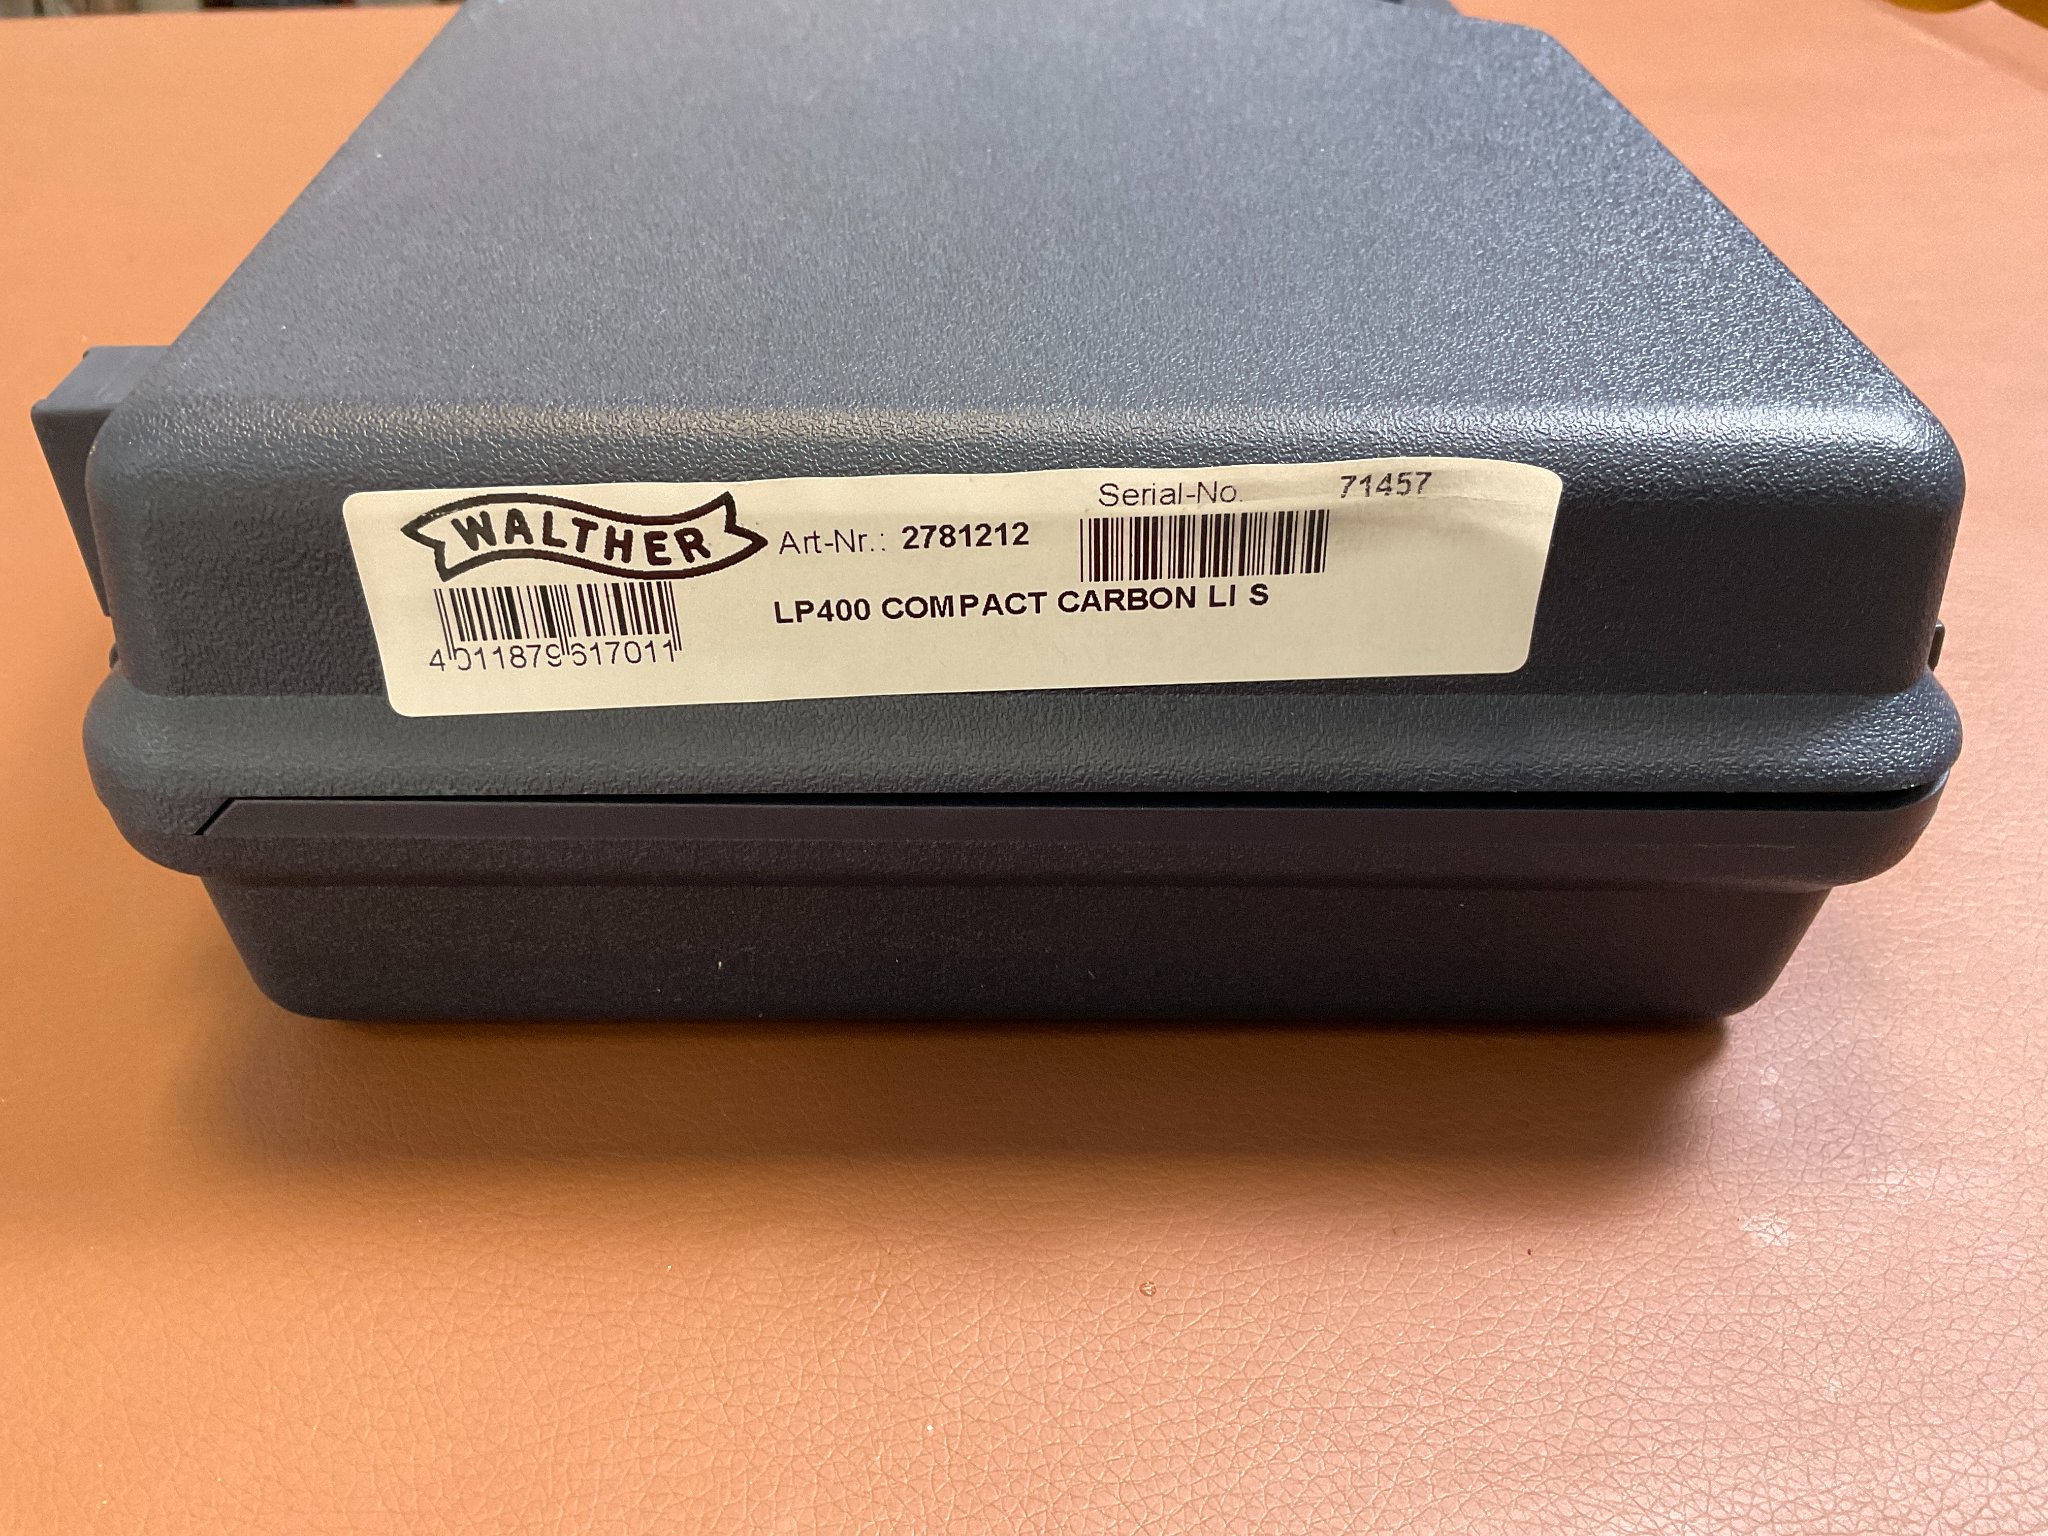 WALTHER
Art-Nr.: 2781212
Serial-No. 71457
LP400 COMPACT CARBON LI S
4011879617011